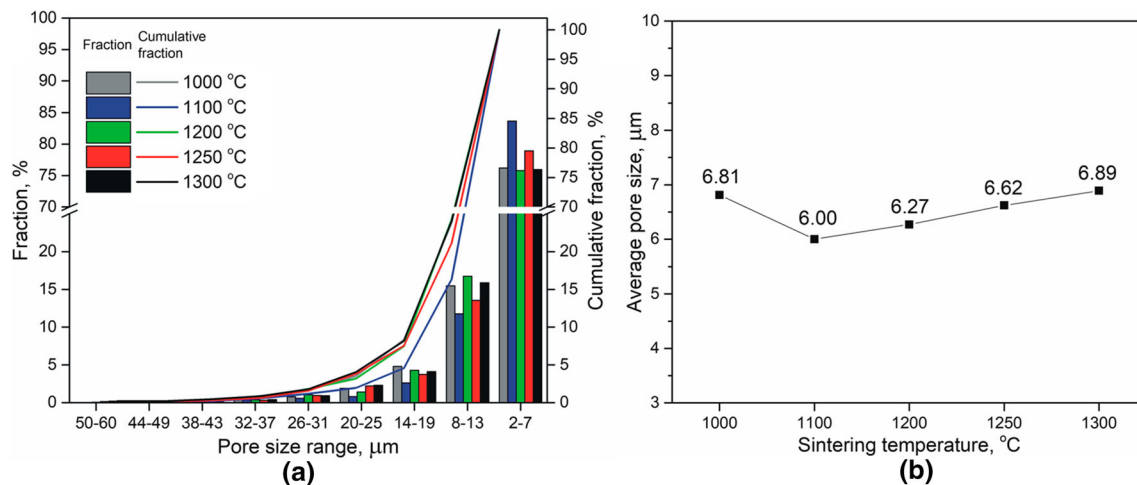 Fraction Cumulative
fraction
1000 °C
1100 °C
1200 °C
1250 °C
1300 °C
Fraction, %
100
95
90
85
80
75
70
20
15
10
5
0
Cumulative fraction, %
100
95
90
85
80
75
70
20
15
10
5
0
50-60 44-49 38-43 32-37 26-31 20-25 14-19 8-13 2-7
Pore size range, μm
(a)
Average pore size, μm
10
9
8
7
6
5
4
3
6.81
6.00
6.27
6.62
6.89
1000 1100 1200 1250 1300
Sintering temperature, °C
(b)